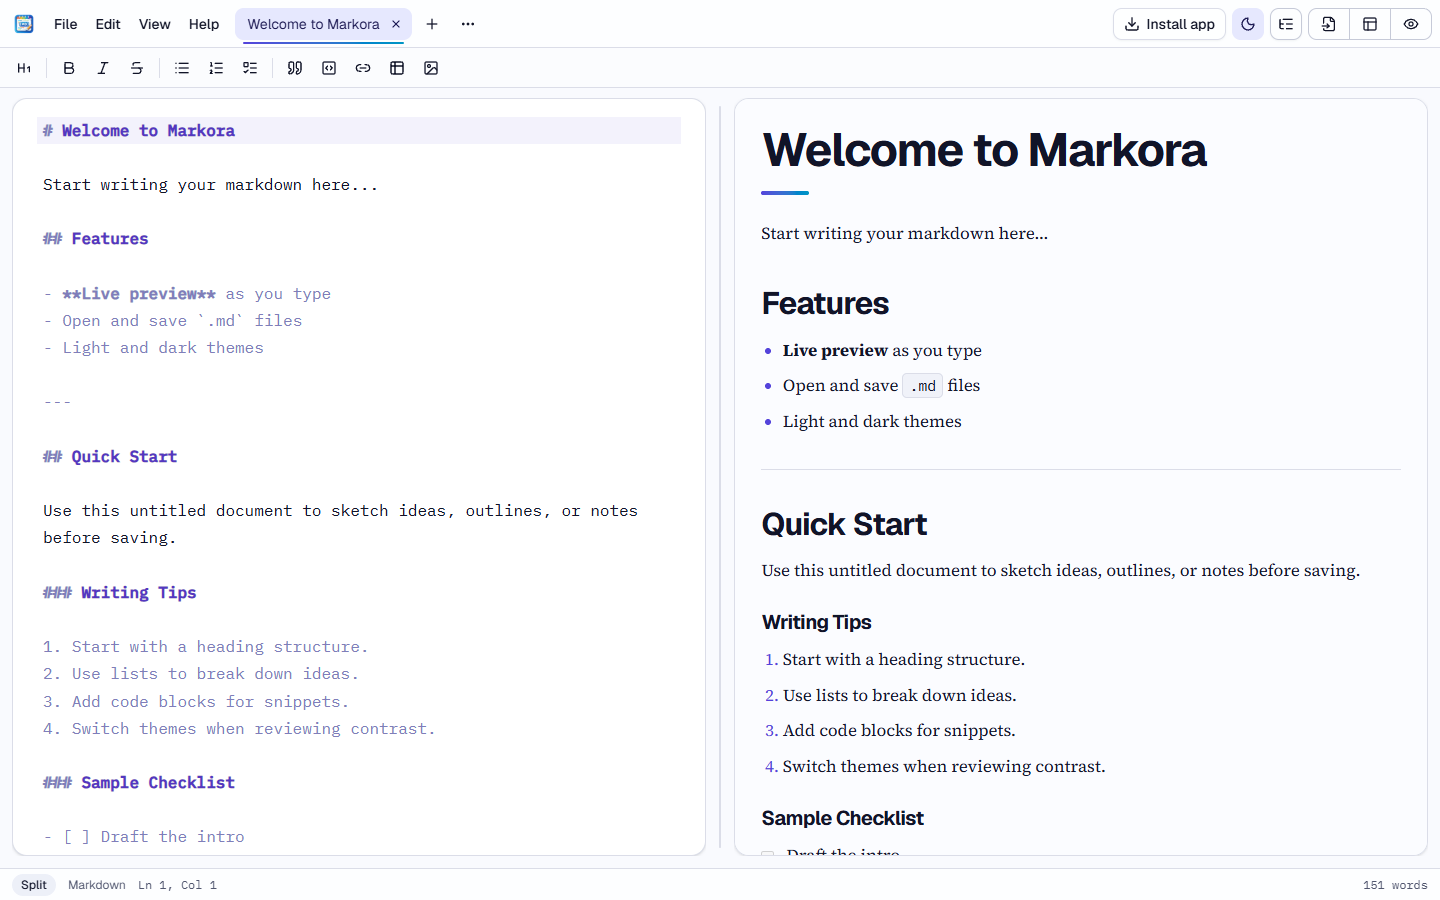 File Edit View Help Welcome to Markora Install app
H1
# Welcome to Markora
Start writing your markdown here...
## Features
- **Live preview** as you type
- Open and save `.md` files
- Light and dark themes
---
## Quick Start
Use this untitled document to sketch ideas, outlines, or notes
before saving.
### Writing Tips
1. Start with a heading structure.
2. Use lists to break down ideas.
3. Add code blocks for snippets.
4. Switch themes when reviewing contrast.
### Sample Checklist
- [ ] Draft the intro
Welcome to Markora
Start writing your markdown here...
Features
Live preview as you type
Open and save .md files
Light and dark themes
Quick Start
Use this untitled document to sketch ideas, outlines, or notes before saving.
Writing Tips
1. Start with a heading structure.
2. Use lists to break down ideas.
3. Add code blocks for snippets.
4. Switch themes when reviewing contrast.
Sample Checklist
Draft the intro
Split Markdown Ln 1, Col 1 151 words